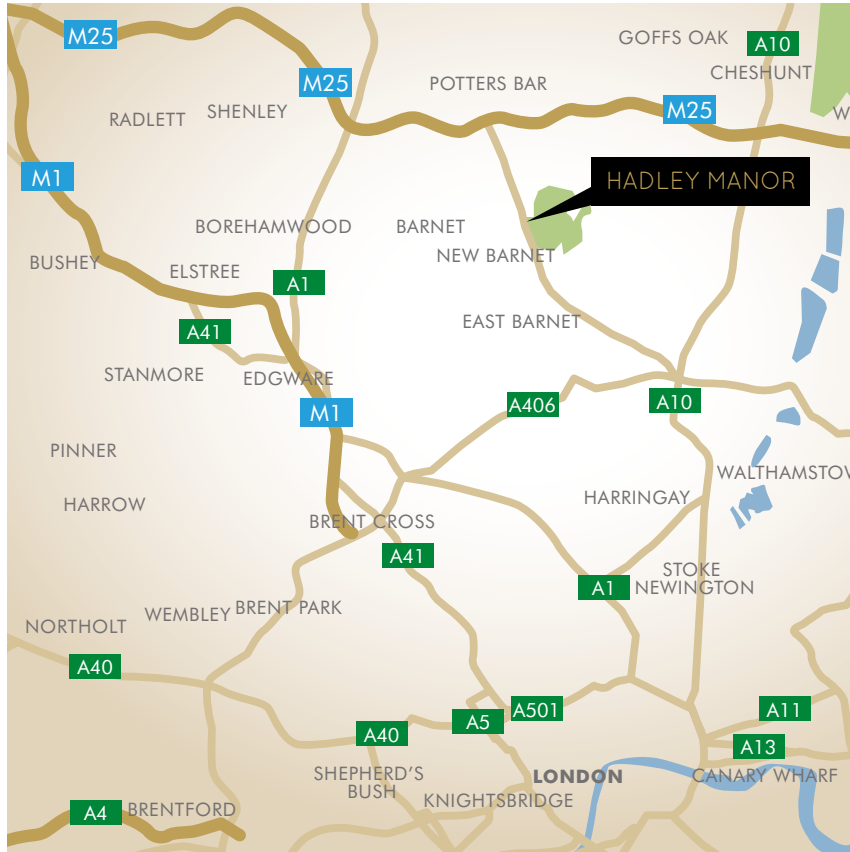 M25
GOFFS OAK
A10
CHESHUNT
M25
POTTERS BAR
SHENLEY
RADLETT
M25
W
M1
HADLEY MANOR
BOREHAMWOOD
BARNET
NEW BARNET
BUSHEY
ELSTREE
A1
A41
EAST BARNET
STANMORE
EDGWARE
M1
A406
A10
PINNER
WALTHAMSTOW
HARROW
HARRINGAY
BRENT CROSS
A41
STOKE
NEWINGTON
A1
WEMBLEY
BRENT PARK
NORTHOLT
A40
A5
A501
A11
A40
A13
SHEPHERD'S
BUSH
LONDON
CANARY WHARF
KNIGHTSBRIDGE
A4
BRENTFORD